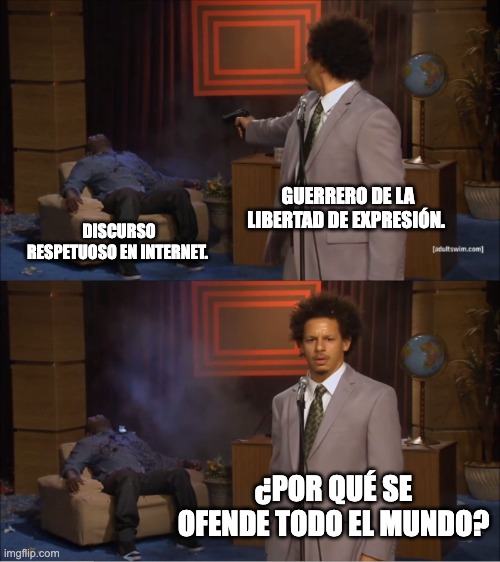 GUERRERO DE LA
LIBERTAD DE EXPRESIÓN.
DISCURSO
RESPETUOSO EN INTERNET.
[adultswim.com]
¿POR QUÉ SE
OFENDE TODO EL MUNDO?
imgflip.com